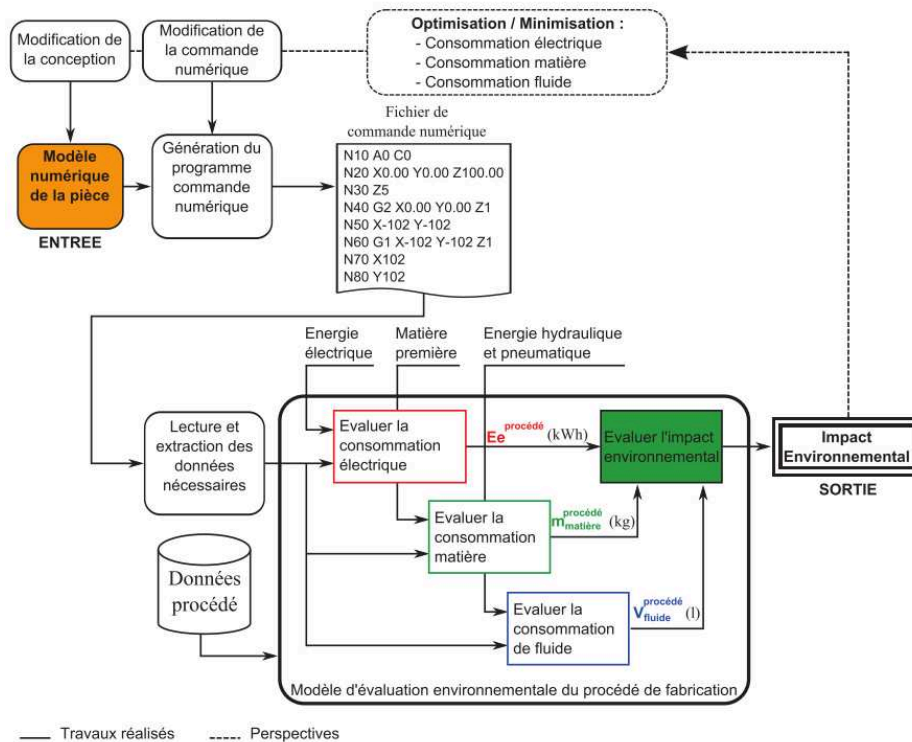 Modification de
la conception
Modification de
la commande
numérique
Optimisation / Minimisation :
- Consommation électrique
- Consommation matière
- Consommation fluide
Fichier de
commande numérique
Modèle
numérique
de la pièce
ENTREE
Génération du
programme
commande
numérique
N10 A0 C0
N20 X0.00 Y0.00 Z100.00
N30 Z5
N40 G2 X0.00 Y0.00 Z1
N50 X-102 Y-102
N60 G1 X-102 Y-102 Z1
N70 X102
N80 Y102
Energie
électrique
Matière
première
Energie hydraulique
et pneumatique
Lecture et
extraction des
données
nécessaires
Evaluer la
consommation
électrique
Ee procédé (kWh)
Evaluer l'impact
environnemental
Impact
Environnemental
SORTIE
Evaluer la
consommation
matière
m procédé matière (kg)
Données
procédé
Evaluer la
consommation
de fluide
V procédé fluide (l)
Modèle d'évaluation environnementale du procédé de fabrication
Travaux réalisés
Perspectives